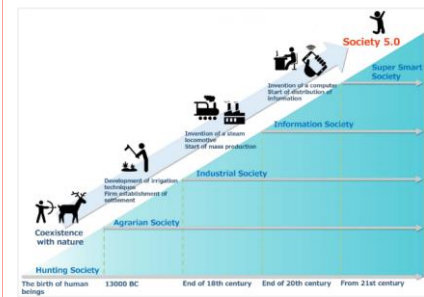 Society 5.0
Super Smart
Society
Invention of a computer
Start of distribution of
information
Information Society
Invention of a steam
locomotive
Start of mass production
Industrial Society
Development of irrigation
techniques
Firm establishment of
settlement
Agrarian Society
Coexistence
with nature
Hunting Society
The birth of human
beings
13000 BC
End of 18th century
End of 20th century
From 21st century